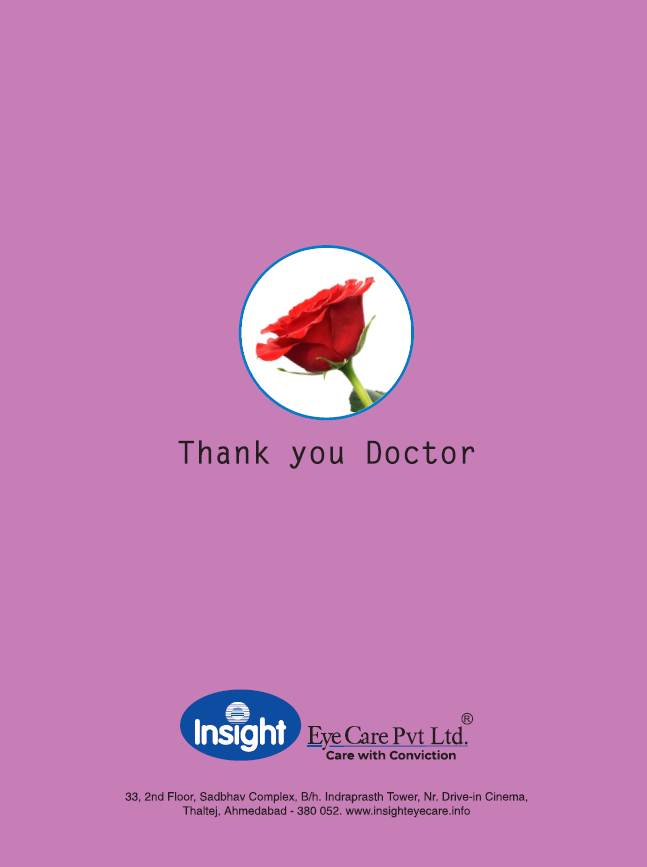 Thank you Doctor
Insight Eye Care Pvt Ltd.®
Care with Conviction
33, 2nd Floor, Sadbhav Complex, B/h. Indraprasth Tower, Nr. Drive-in Cinema,
Thaltej, Ahmedabad - 380 052. www.insighteyecare.info